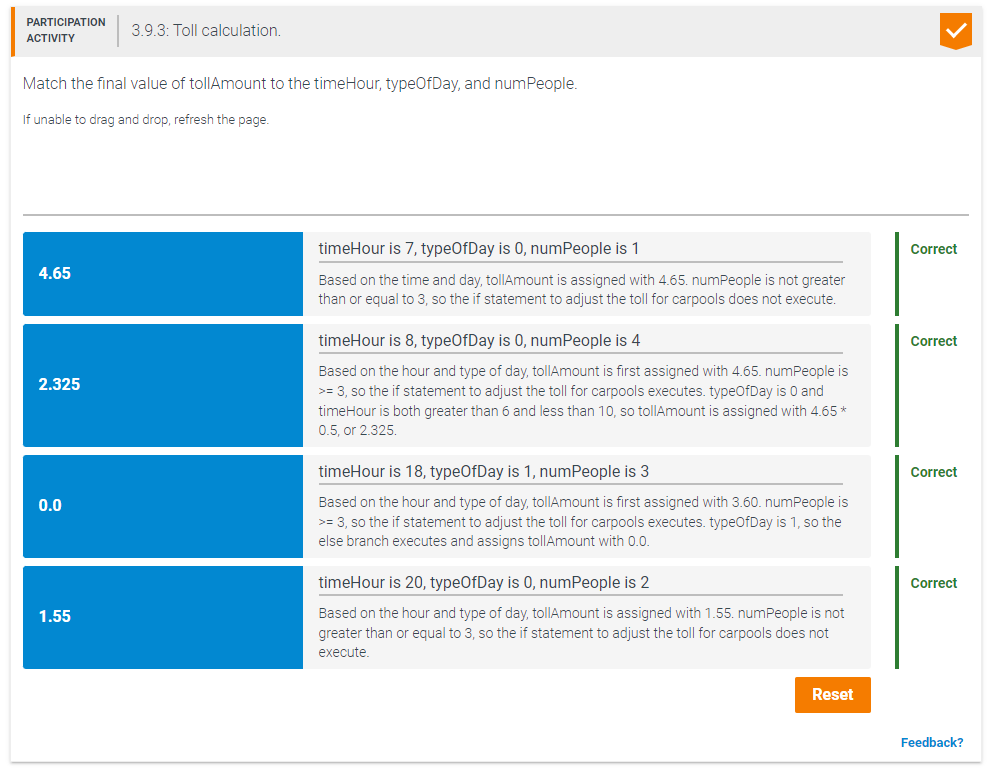 PARTICIPATION
ACTIVITY
3.9.3: Toll calculation.
Match the final value of tollAmount to the timeHour, typeOfDay, and numPeople.
If unable to drag and drop, refresh the page.
4.65
timeHour is 7, typeOfDay is 0, numPeople is 1
Based on the time and day, tollAmount is assigned with 4.65. numPeople is not greater
than or equal to 3, so the if statement to adjust the toll for carpools does not execute.
Correct
2.325
timeHour is 8, typeOfDay is 0, numPeople is 4
Based on the hour and type of day, tollAmount is first assigned with 4.65. numPeople is
>= 3, so the if statement to adjust the toll for carpools executes. typeOfDay is 0 and
timeHour is both greater than 6 and less than 10, so tollAmount is assigned with 4.65 *
0.5, or 2.325.
Correct
0.0
timeHour is 18, typeOfDay is 1, numPeople is 3
Based on the hour and type of day, tollAmount is first assigned with 3.60. numPeople is
>= 3, so the if statement to adjust the toll for carpools executes. typeOfDay is 1, so the
else branch executes and assigns tollAmount with 0.0.
Correct
1.55
timeHour is 20, typeOfDay is 0, numPeople is 2
Based on the hour and type of day, tollAmount is assigned with 1.55. numPeople is not
greater than or equal to 3, so the if statement to adjust the toll for carpools does not
execute.
Correct
Reset
Feedback?